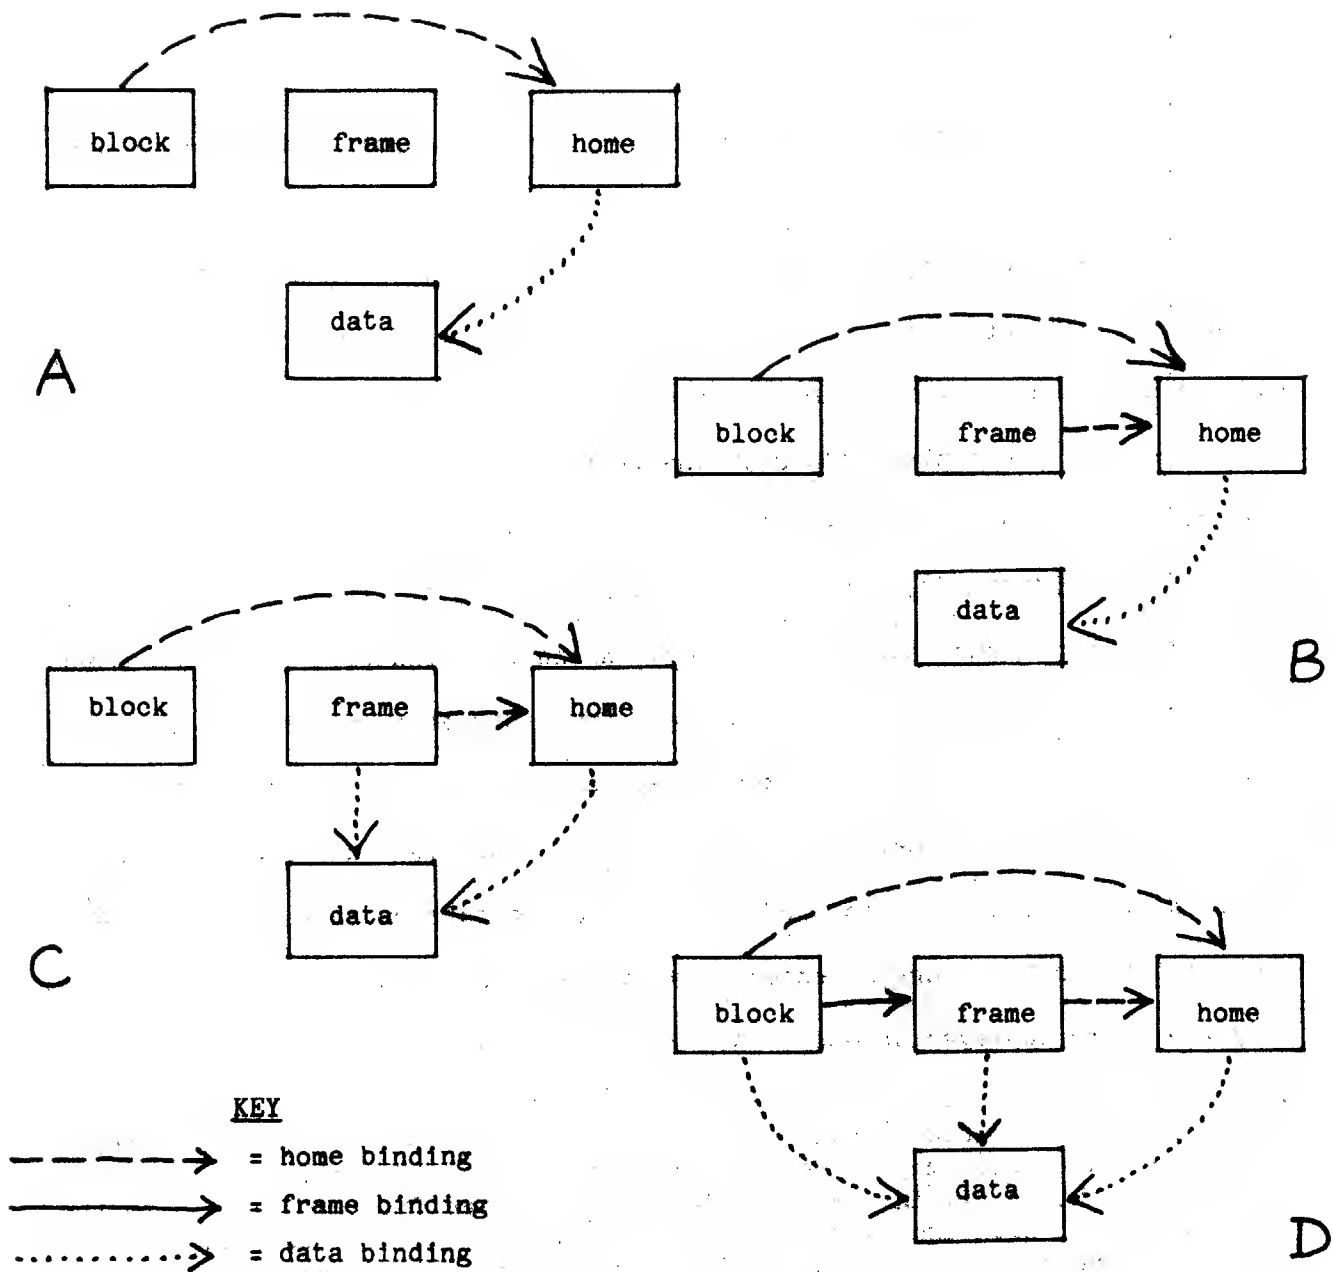 block
frame
home
data
A
block
frame
home
data
B
block
frame
home
data
C
block
frame
home
data
D
KEY
= home binding
= frame binding
= data binding